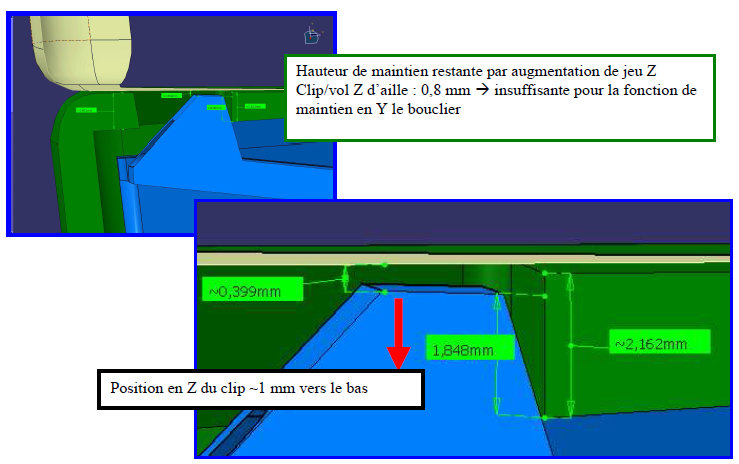 Hauteur de maintien restante par augmentation de jeu Z
Clip/vol Z d’aille : 0,8 mm → insuffisante pour la fonction de
maintien en Y le bouclier
~0,399mm
1,848mm
~2,162mm
Position en Z du clip ~1 mm vers le bas